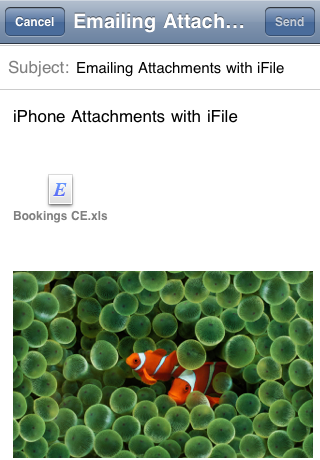 Cancel
Emailing Attach...
Send
Subject: Emailing Attachments with iFile
iPhone Attachments with iFile
E
Bookings CE.xls